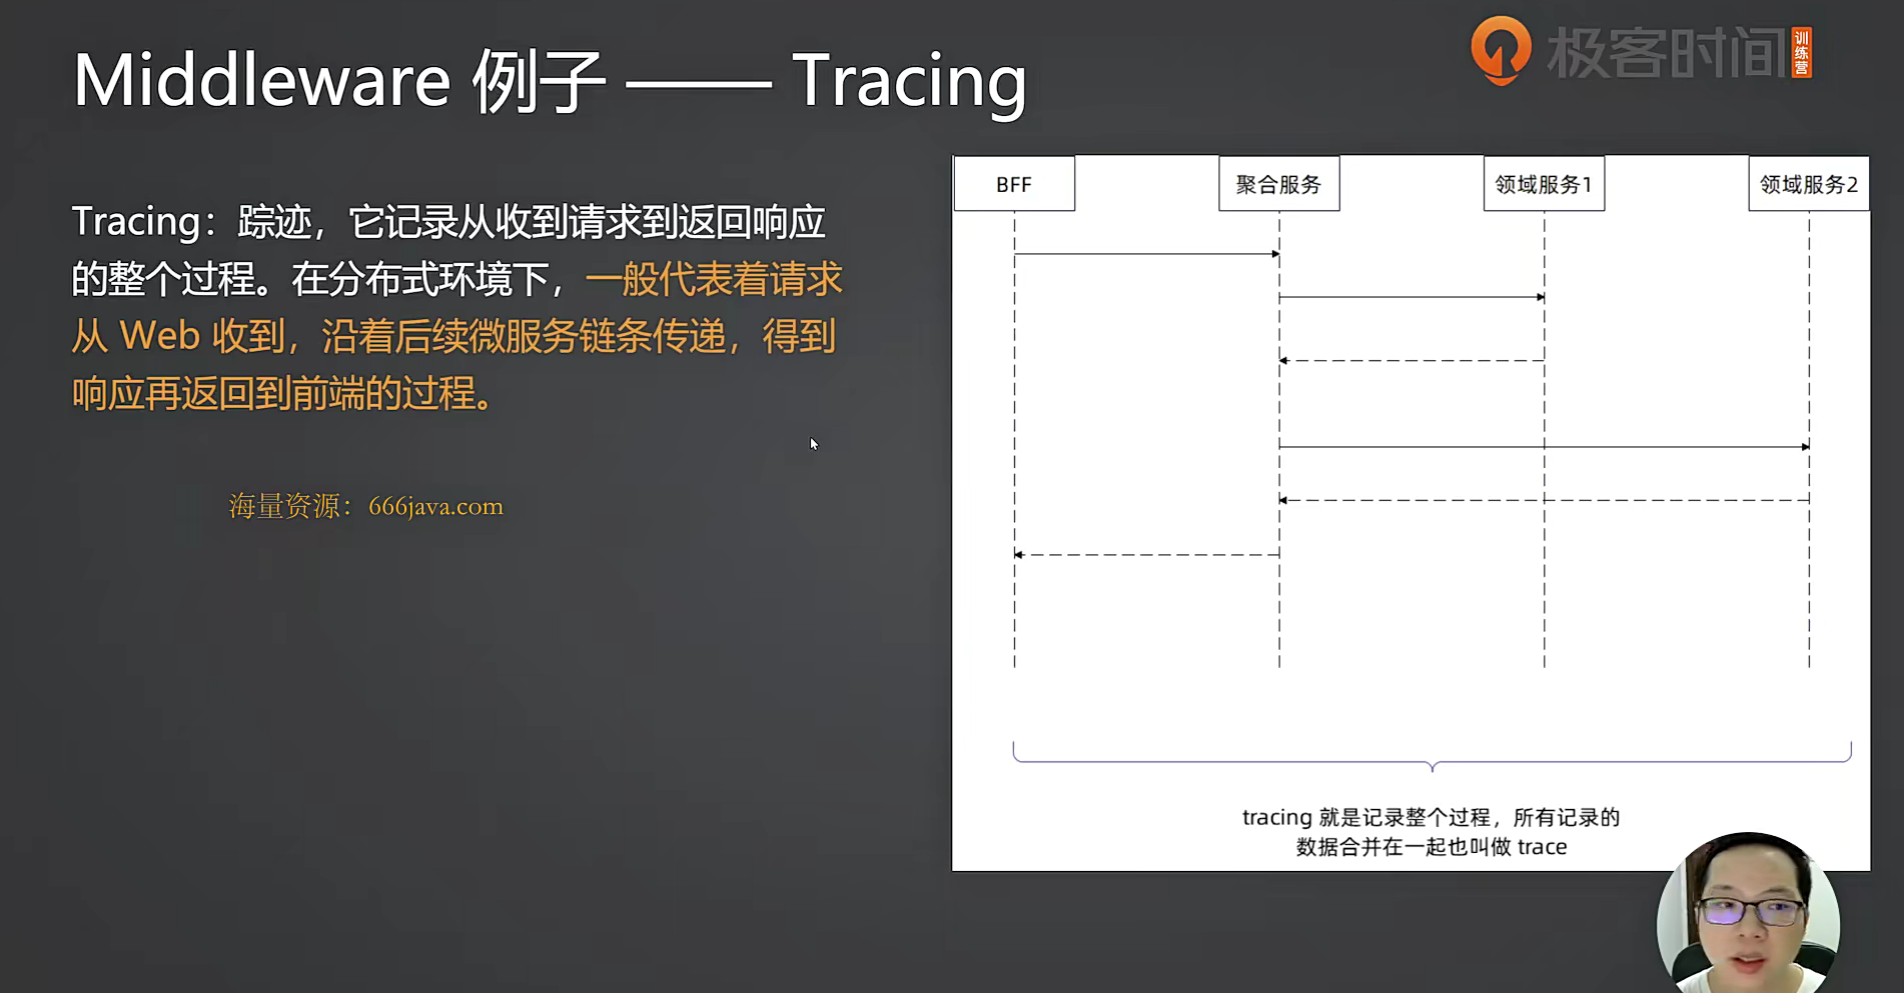 Middleware 例子 —— Tracing
极客时间
训练营
Tracing：踪迹，它记录从收到请求到返回响应
的整个过程。在分布式环境下，一般代表着请求
从 Web 收到，沿着后续微服务链条传递，得到
响应再返回到前端的过程。
海量资源：666java.com
BFF
聚合服务
领域服务1
领域服务2
tracing 就是记录整个过程，所有记录的
数据合并在一起也叫做 trace